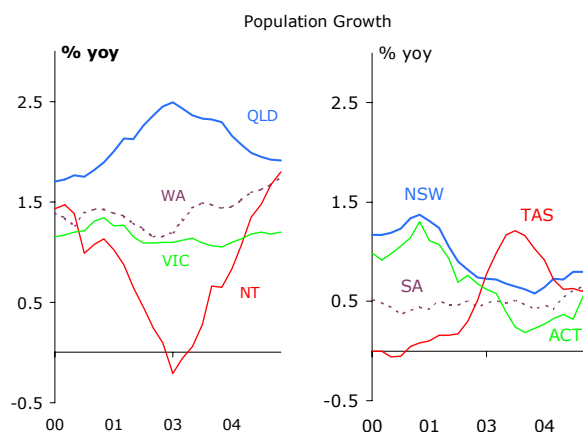 Population Growth
% yoy
2.5
1.5
0.5
-0.5
00 01 03 04
QLD
WA
VIC
NT
% yoy
2.5
1.5
0.5
-0.5
00 01 03 04
NSW
TAS
SA
ACT